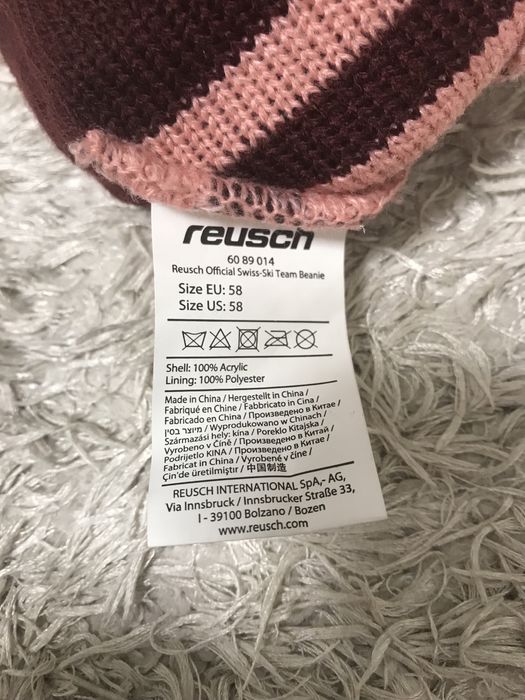 reusch
60 89 014
Reusch Official Swiss-Ski Team Beanie
Size EU: 58
Size US: 58
Shell: 100% Acrylic
Lining: 100% Polyester
Made in China / Hergestellt in China /
Fabriqué en Chine / Fabbricato in Cina /
Fabricado en China / Произведено в Китае /
מיוצר בסין / Wyprodukowano w Chinach /
Származási hely: kína / Poreklo Kitajska /
Vyrobeno v Číně / Произведено в Китай /
Podrijetlo KINA / Произведено в Китае /
Fabricat in China / Vyrobené v čine /
Çin'de üretilmiştir / 中国制造
REUSCH INTERNATIONAL SpA,- AG,
Via Innsbruck / Innsbrucker Straße 33,
I - 39100 Bolzano / Bozen
www.reusch.com